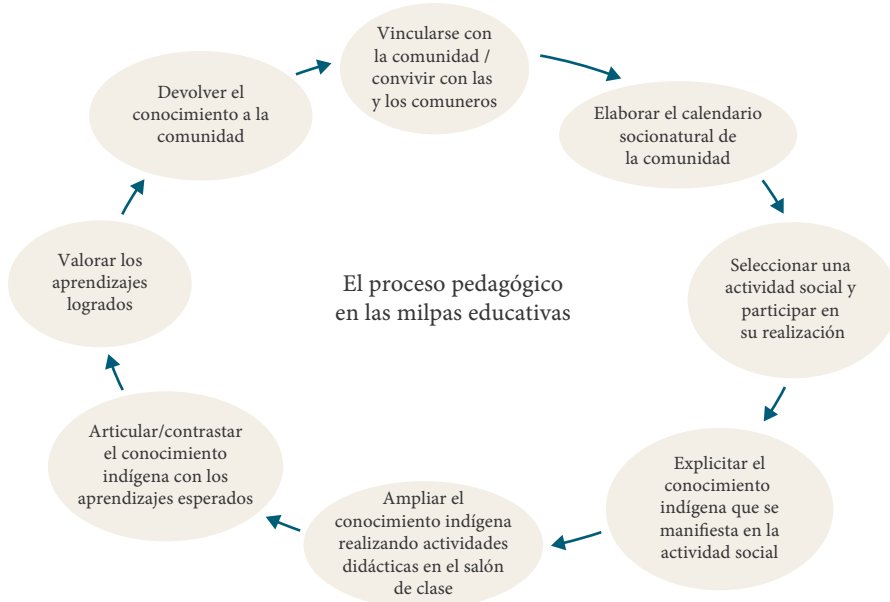 Vincularse con
la comunidad /
convivir con las
y los comuneros
Elaborar el calendario
socionatural de
la comunidad
Seleccionar una
actividad social y
participar en
su realización
Explicitar el
conocimiento
indígena que se
manifiesta en la
actividad social
Ampliar el
conocimiento indígena
realizando actividades
didácticas en el salón
de clase
Articular/contrastar
el conocimiento
indígena con los
aprendizajes esperados
Valorar los
aprendizajes
logrados
Devolver el
conocimiento a la
comunidad
El proceso pedagógico
en las milpas educativas